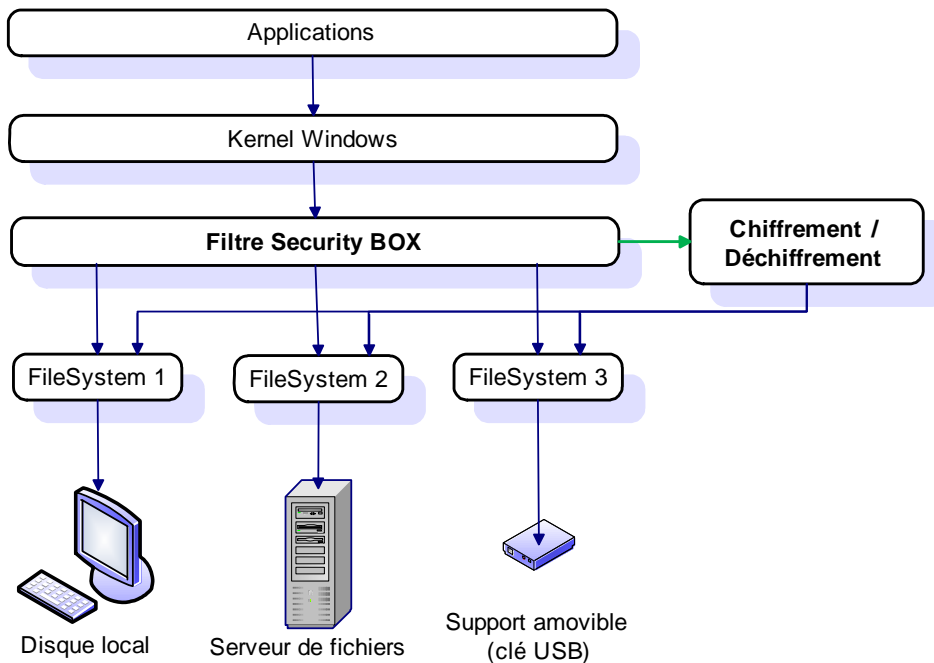 Applications
Kernel Windows
Filtre Security BOX
Chiffrement /
Déchiffrement
FileSystem 1
FileSystem 2
FileSystem 3
Disque local
Serveur de fichiers
Support amovible
(clé USB)